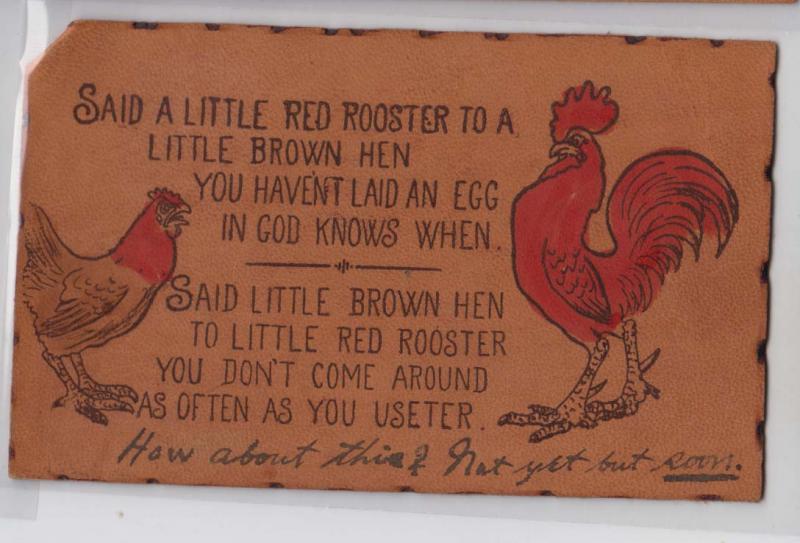 SAID A LITTLE RED ROOSTER TO A
LITTLE BROWN HEN
YOU HAVEN'T LAID AN EGG
IN GOD KNOWS WHEN.
SAID LITTLE BROWN HEN
TO LITTLE RED ROOSTER
YOU DON'T COME AROUND
AS OFTEN AS YOU USETER.
How about this? Not yet but soon.